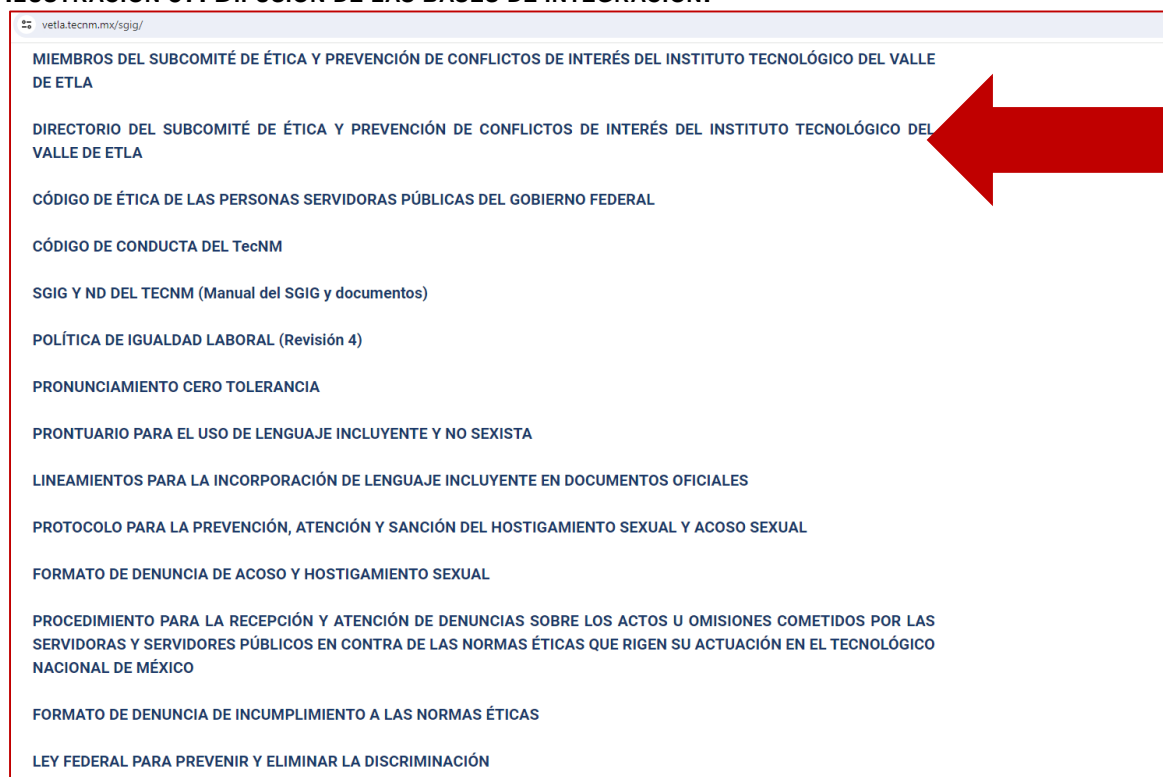 vetla.tecnm.mx/sgig/
MIEMBROS DEL SUBCOMITÉ DE ÉTICA Y PREVENCIÓN DE CONFLICTOS DE INTERÉS DEL INSTITUTO TECNOLÓGICO DEL VALLE
DE ETLA
DIRECTORIO DEL SUBCOMITÉ DE ÉTICA Y PREVENCIÓN DE CONFLICTOS DE INTERÉS DEL INSTITUTO TECNOLÓGICO DEL
VALLE DE ETLA
CÓDIGO DE ÉTICA DE LAS PERSONAS SERVIDORAS PÚBLICAS DEL GOBIERNO FEDERAL
CÓDIGO DE CONDUCTA DEL TecNM
SGIG Y ND DEL TECNM (Manual del SGIG y documentos)
POLÍTICA DE IGUALDAD LABORAL (Revisión 4)
PRONUNCIAMIENTO CERO TOLERANCIA
PRONTUARIO PARA EL USO DE LENGUAJE INCLUYENTE Y NO SEXISTA
LINEAMIENTOS PARA LA INCORPORACIÓN DE LENGUAJE INCLUYENTE EN DOCUMENTOS OFICIALES
PROTOCOLO PARA LA PREVENCIÓN, ATENCIÓN Y SANCIÓN DEL HOSTIGAMIENTO SEXUAL Y ACOSO SEXUAL
FORMATO DE DENUNCIA DE ACOSO Y HOSTIGAMIENTO SEXUAL
PROCEDIMIENTO PARA LA RECEPCIÓN Y ATENCIÓN DE DENUNCIAS SOBRE LOS ACTOS U OMISIONES COMETIDOS POR LAS
SERVIDORAS Y SERVIDORES PÚBLICOS EN CONTRA DE LAS NORMAS ÉTICAS QUE RIGEN SU ACTUACIÓN EN EL TECNOLÓGICO
NACIONAL DE MÉXICO
FORMATO DE DENUNCIA DE INCUMPLIMIENTO A LAS NORMAS ÉTICAS
LEY FEDERAL PARA PREVENIR Y ELIMINAR LA DISCRIMINACIÓN